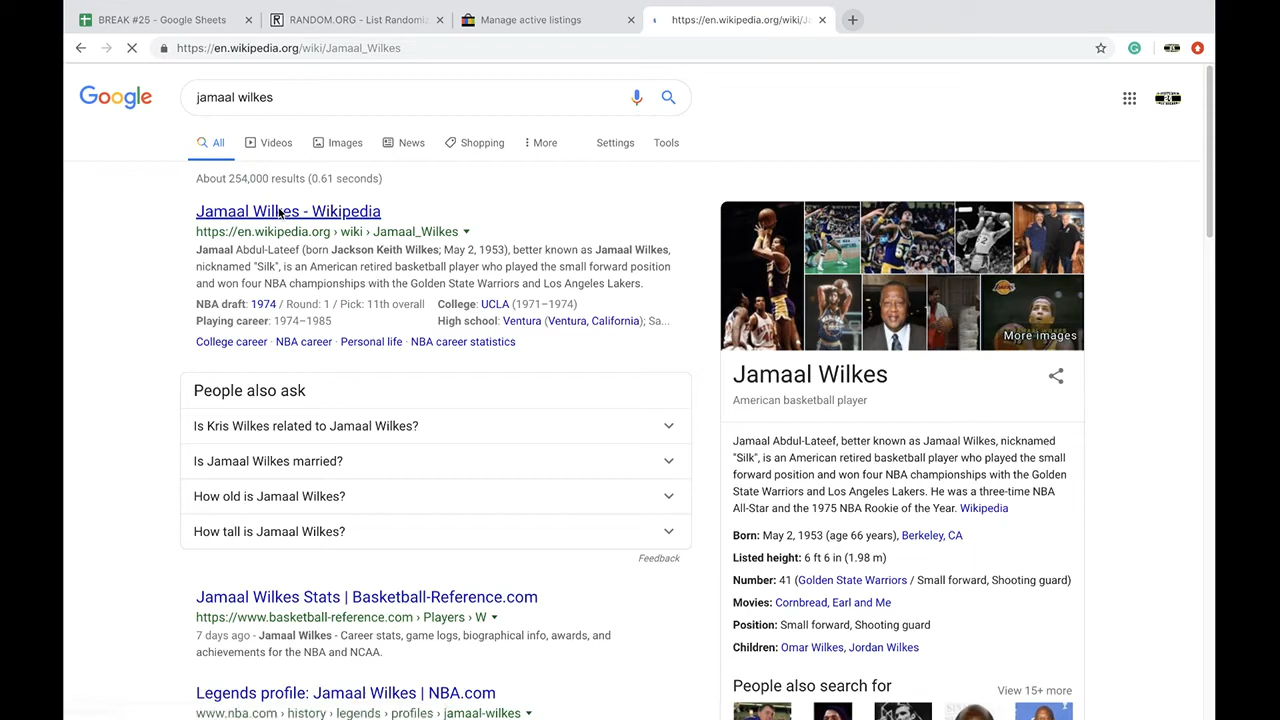 BREAK #25 - Google Sheets
RANDOM.ORG - List Randomiz
Manage active listings
https://en.wikipedia.org/wiki/J
https://en.wikipedia.org/wiki/Jamaal_Wilkes
Google
jamaal wilkes
All
Videos
Images
News
Shopping
More
Settings
Tools
About 254,000 results (0.61 seconds)
Jamaal Wilkes - Wikipedia
https://en.wikipedia.org › wiki › Jamaal_Wilkes
Jamaal Abdul-Lateef (born Jackson Keith Wilkes; May 2, 1953), better known as Jamaal Wilkes,
nicknamed "Silk", is an American retired basketball player who played the small forward position
and won four NBA championships with the Golden State Warriors and Los Angeles Lakers.
NBA draft: 1974 / Round: 1 / Pick: 11th overall
College: UCLA (1971–1974)
Playing career: 1974–1985
High school: Ventura (Ventura, California); Sa...
College career · NBA career · Personal life · NBA career statistics
People also ask
Is Kris Wilkes related to Jamaal Wilkes?
Is Jamaal Wilkes married?
How old is Jamaal Wilkes?
How tall is Jamaal Wilkes?
Feedback
Jamaal Wilkes Stats | Basketball-Reference.com
https://www.basketball-reference.com › Players › W
7 days ago - Jamaal Wilkes - Career stats, game logs, biographical info, awards, and
achievements for the NBA and NCAA.
Legends profile: Jamaal Wilkes | NBA.com
www.nba.com › history › legends › profiles › jamaal-wilkes
More images
Jamaal Wilkes
American basketball player
Jamaal Abdul-Lateef, better known as Jamaal Wilkes, nicknamed
"Silk", is an American retired basketball player who played the small
forward position and won four NBA championships with the Golden
State Warriors and Los Angeles Lakers. He was a three-time NBA
All-Star and the 1975 NBA Rookie of the Year. Wikipedia
Born: May 2, 1953 (age 66 years), Berkeley, CA
Listed height: 6 ft 6 in (1.98 m)
Number: 41 (Golden State Warriors / Small forward, Shooting guard)
Movies: Cornbread, Earl and Me
Position: Small forward, Shooting guard
Children: Omar Wilkes, Jordan Wilkes
People also search for
View 15+ more